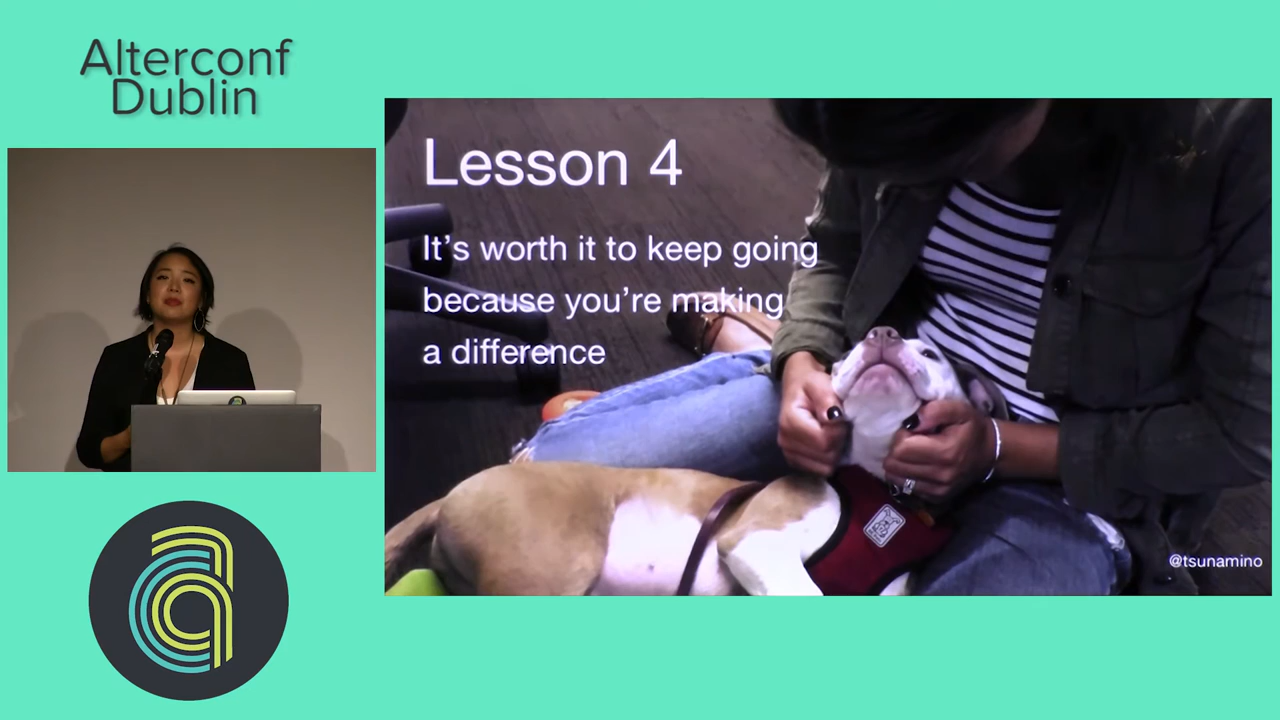 Alterconf
Dublin
Lesson 4
It's worth it to keep going
because you're making
a difference
@tsunamino